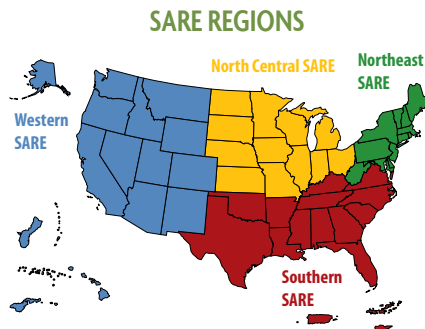 SARE REGIONS
North Central SARE
Northeast
SARE
Western
SARE
Southern
SARE